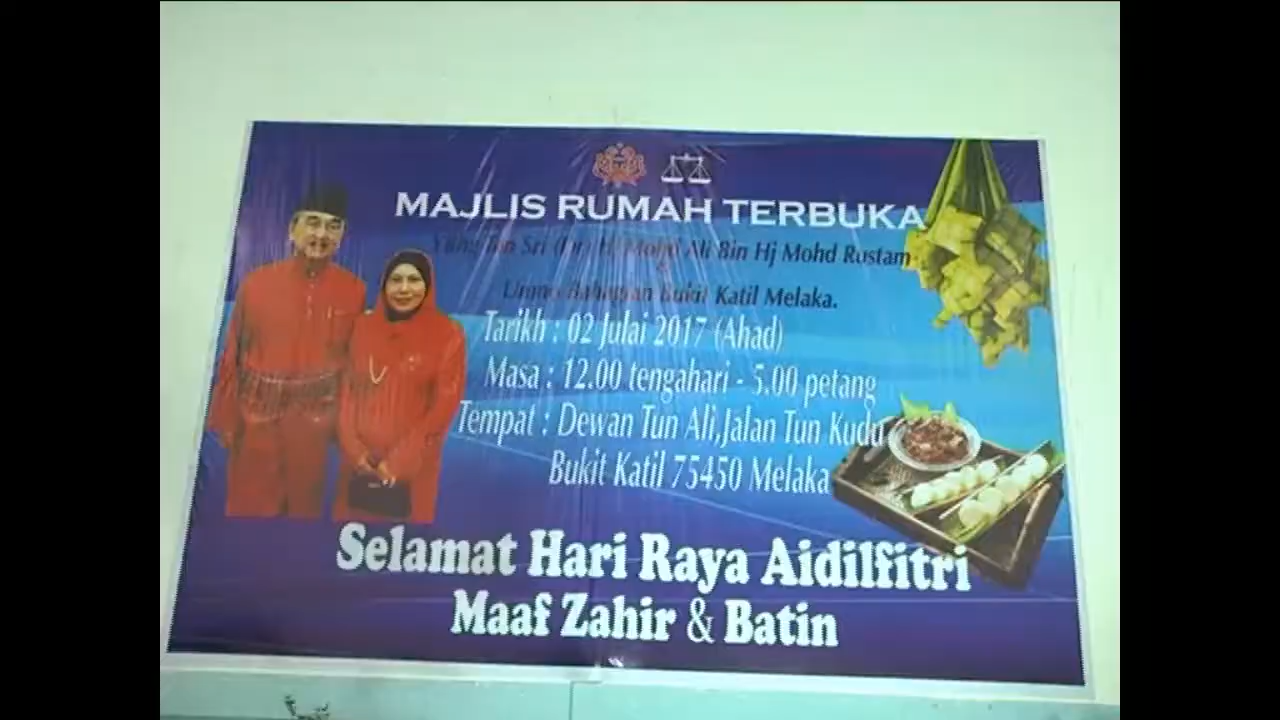 MAJLIS RUMAH TERBUKA
Sri Mohd Ali Bin Hj Mohd Rustam
Bukit Katil Melaka.
Tarikh : 02 Julai 2017 (Ahad)
Masa : 12.00 tengahari - 5.00 petang
Tempat : Dewan Tun Ali,Jalan Tun Kudu
Bukit Katil 75450 Melaka
Selamat Hari Raya Aidilfitri
Maaf Zahir & Batin